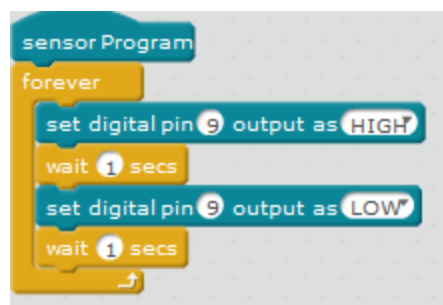 sensor Program
forever
set digital pin 9 output as HIGH
wait 1 secs
set digital pin 9 output as LOW
wait 1 secs